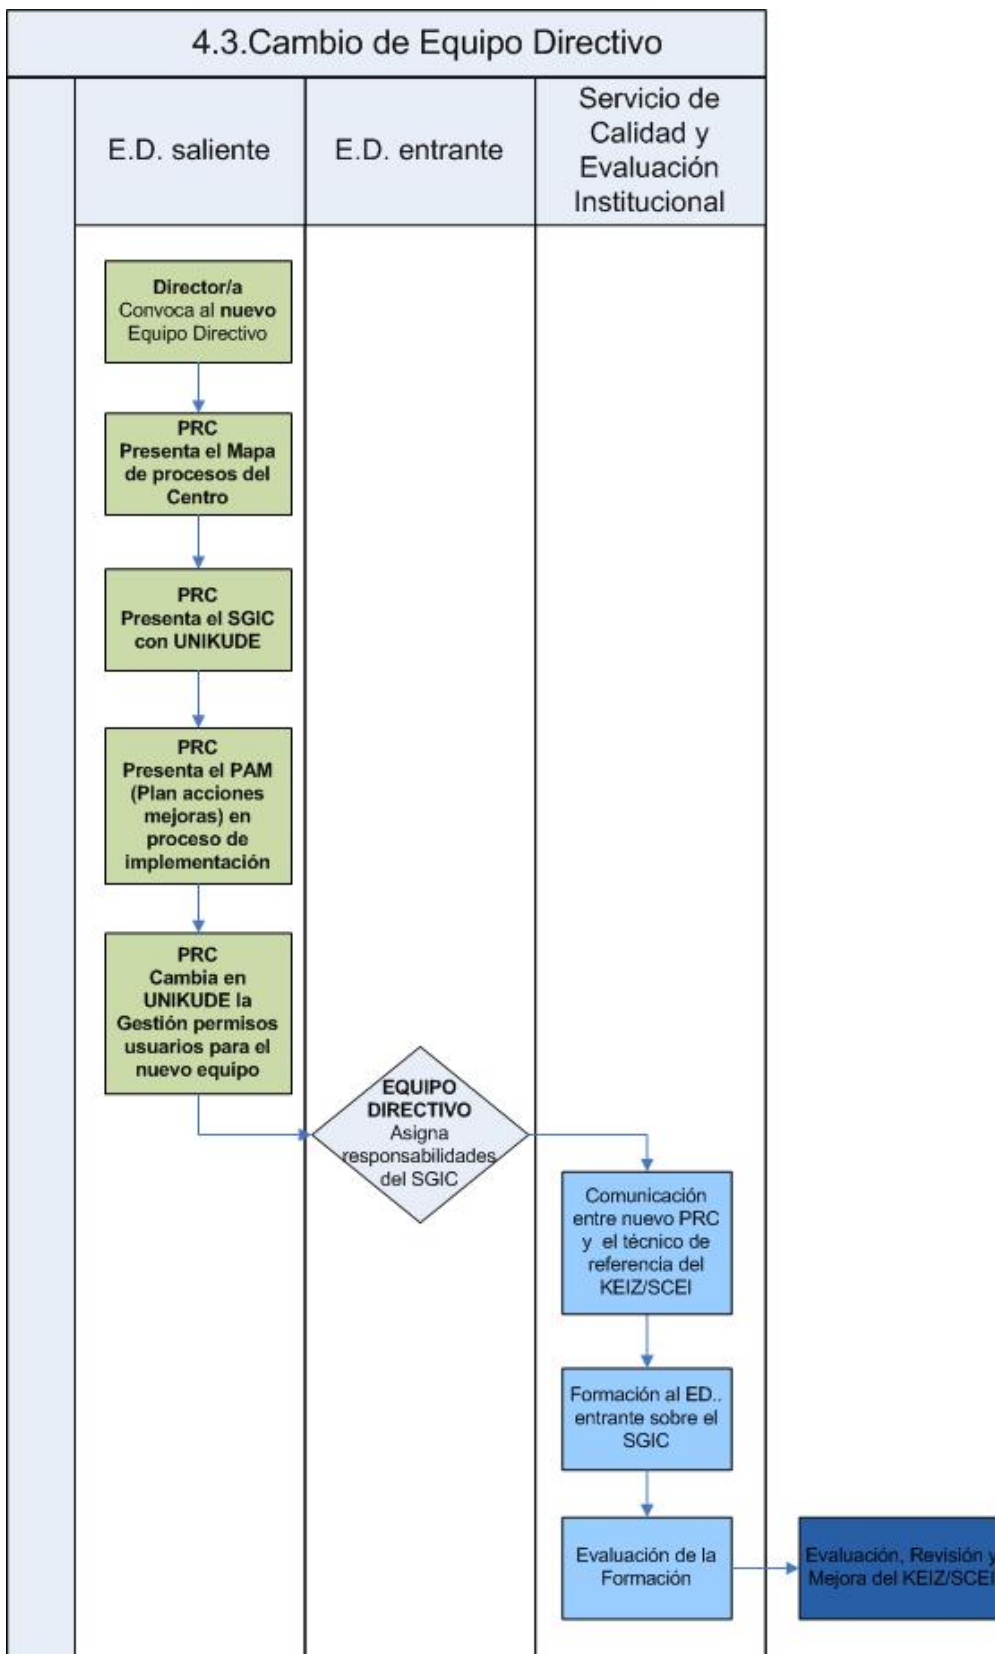 4.3.Cambio de Equipo Directivo
E.D. saliente
E.D. entrante
Servicio de
Calidad y
Evaluación
Institucional
Director/a
Convoca al nuevo
Equipo Directivo
PRC
Presenta el Mapa
de procesos del
Centro
PRC
Presenta el SGIC
con UNIKUDE
PRC
Presenta el PAM
(Plan acciones
mejoras) en
proceso de
implementación
PRC
Cambia en
UNIKUDE la
Gestión permisos
usuarios para el
nuevo equipo
EQUIPO
DIRECTIVO
Asigna
responsabilidades
del SGIC
Comunicación
entre nuevo PRC
y el técnico de
referencia del
KEIZ/SCEI
Formación al ED..
entrante sobre el
SGIC
Evaluación de la
Formación
Evaluación, Revisión y
Mejora del KEIZ/SCEI